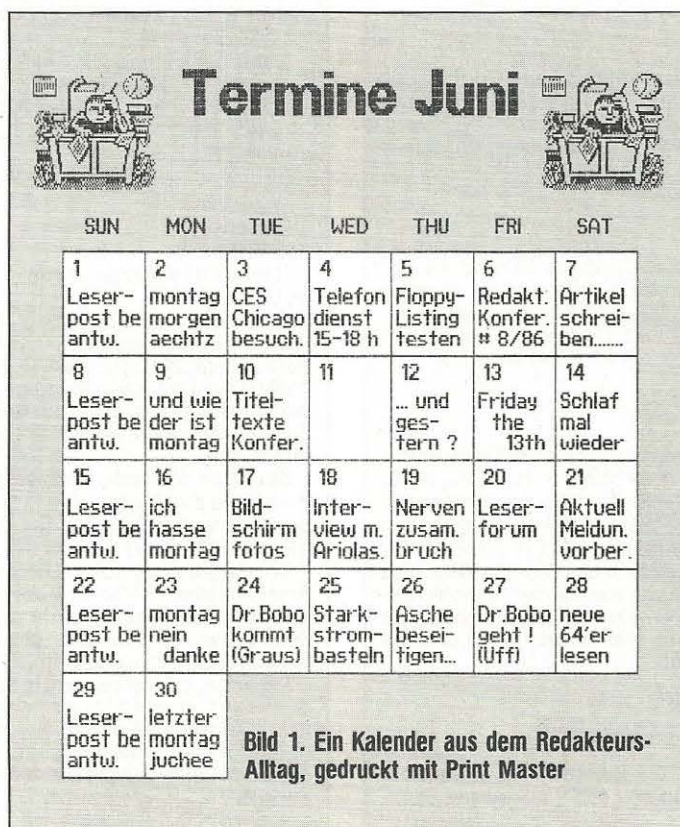 Termine Juni
SUN MON TUE WED THU FRI SAT
1 2 3 4 5 6 7
Leser- montag CES Telefon Floppy- Redakt. Artikel
post be morgen Chicago dienst Listing Konfer. schrei-
antw. aechtz besuch. 15-18 h testen # 8/86 ben.......
8 9 10 11 12 13 14
Leser- und wie Titel- ... und Friday Schlaf
post be der ist texte ges- the mal
antw. montag Konfer. tern ? 13th wieder
15 16 17 18 19 20 21
Leser- ich Bild- Inter- Nerven Leser- Aktuell
post be hasse schirm view m. zusam. forum Meldun.
antw. montag fotos Ariolas. bruch vorber.
22 23 24 25 26 27 28
Leser- montag Dr.Bobo Stark- Asche Dr.Bobo neue
post be nein kommt strom- besei- geht ! 64'er
antw. danke (Graus) basteln tigen... (Uff) lesen
29 30
Leser- letzter
post be montag
antw. juchee
Bild 1. Ein Kalender aus dem Redakteurs-
Alltag, gedruckt mit Print Master